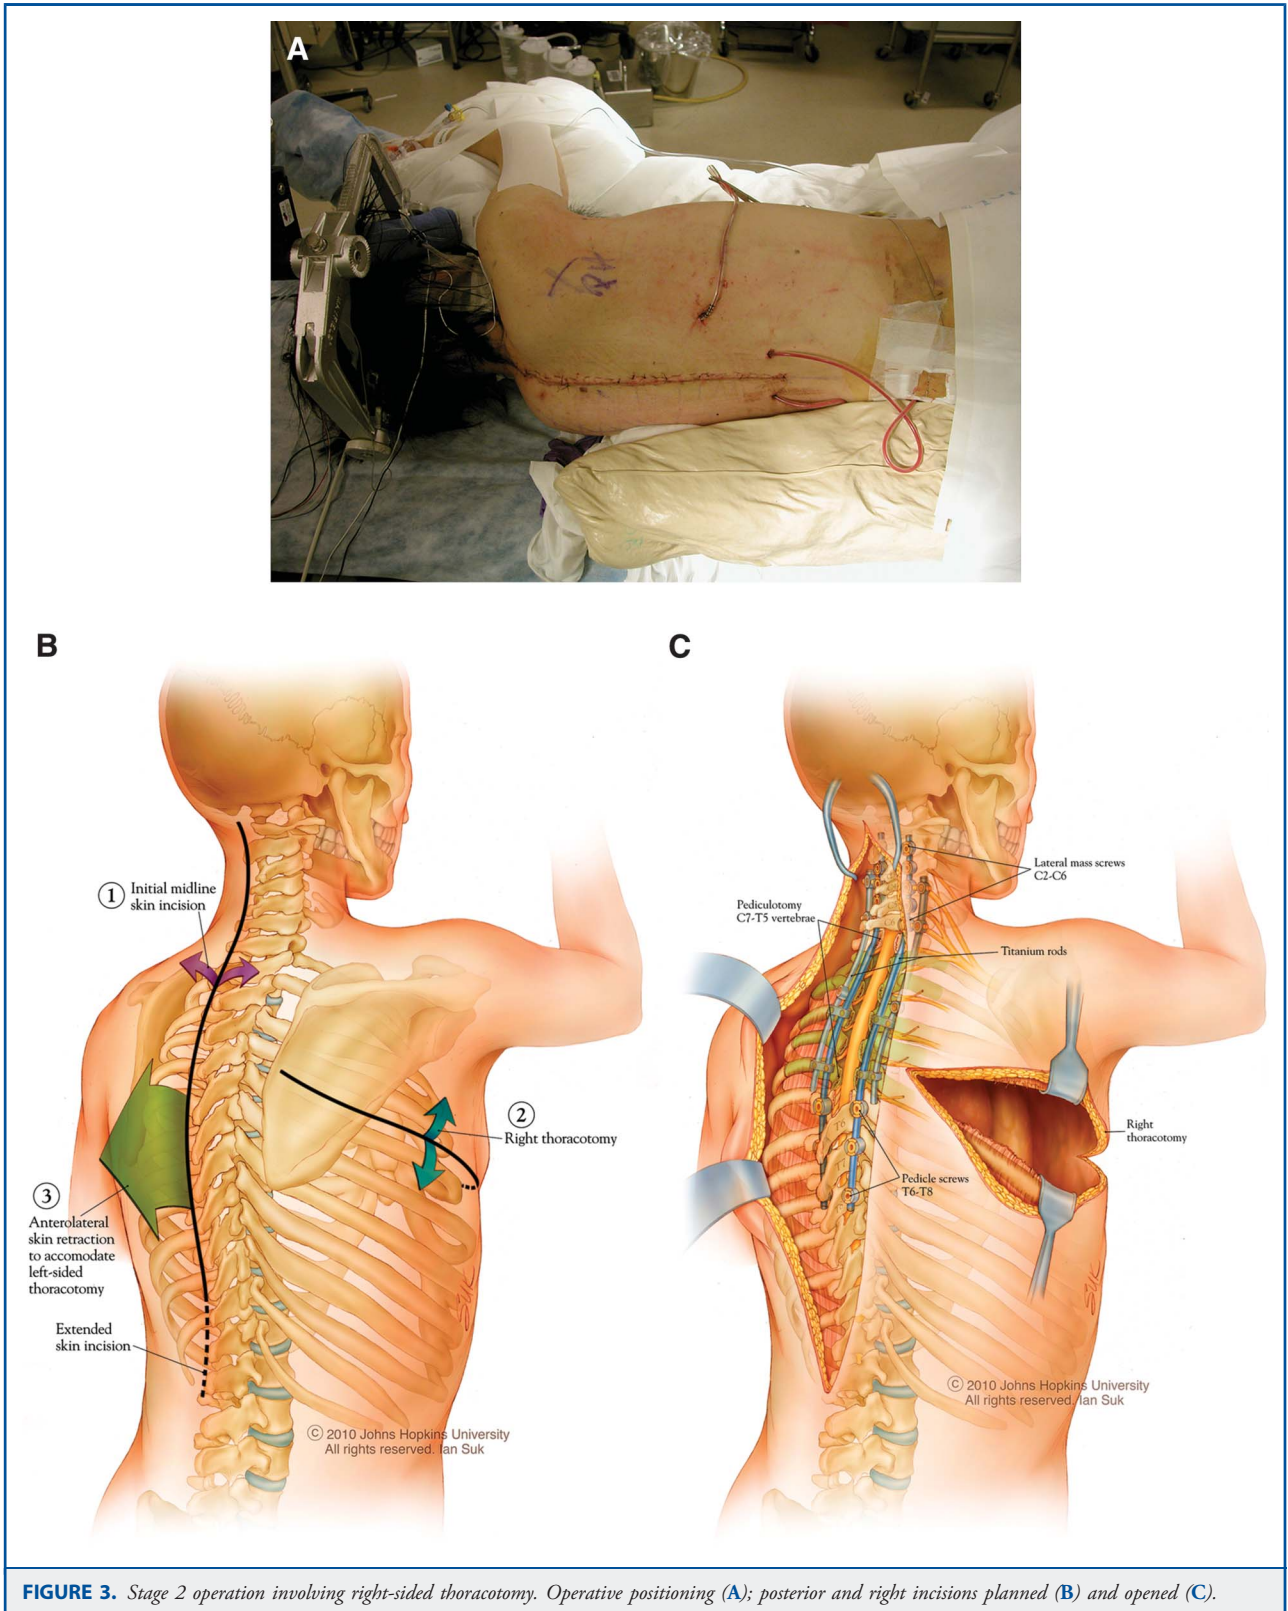 A
B
C
1 Initial midline
skin incision
2
Right thoracotomy
3
Anterolateral
skin retraction
to accomodate
left-sided
thoracotomy
Extended
skin incision
SUK
© 2010 Johns Hopkins University
All rights reserved. Ian Suk
Lateral mass screws
C2-C6
Pediculotomy
C7-T5 vertebrae
Titanium rods
T6
Right
thoracotomy
Pedicle screws
T6-T8
SUK
© 2010 Johns Hopkins University
All rights reserved. Ian Suk
FIGURE 3. Stage 2 operation involving right-sided thoracotomy. Operative positioning (A); posterior and right incisions planned (B) and opened (C).